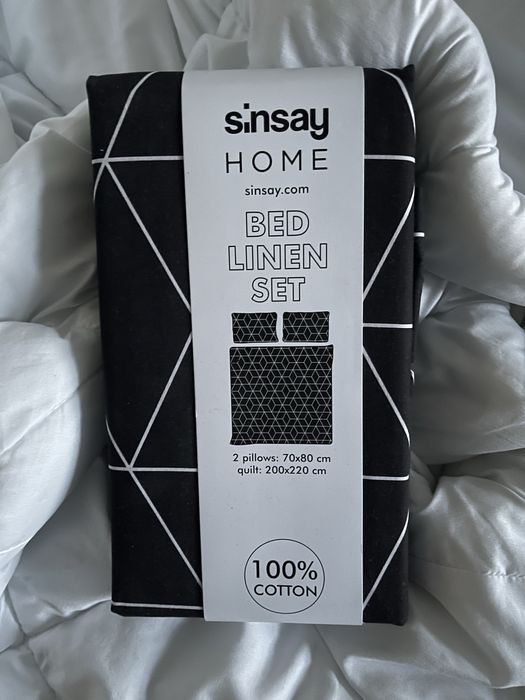 sinsay
HOME
sinsay.com
BED
LINEN
SET
2 pillows: 70x80 cm
quilt: 200x220 cm
100%
COTTON